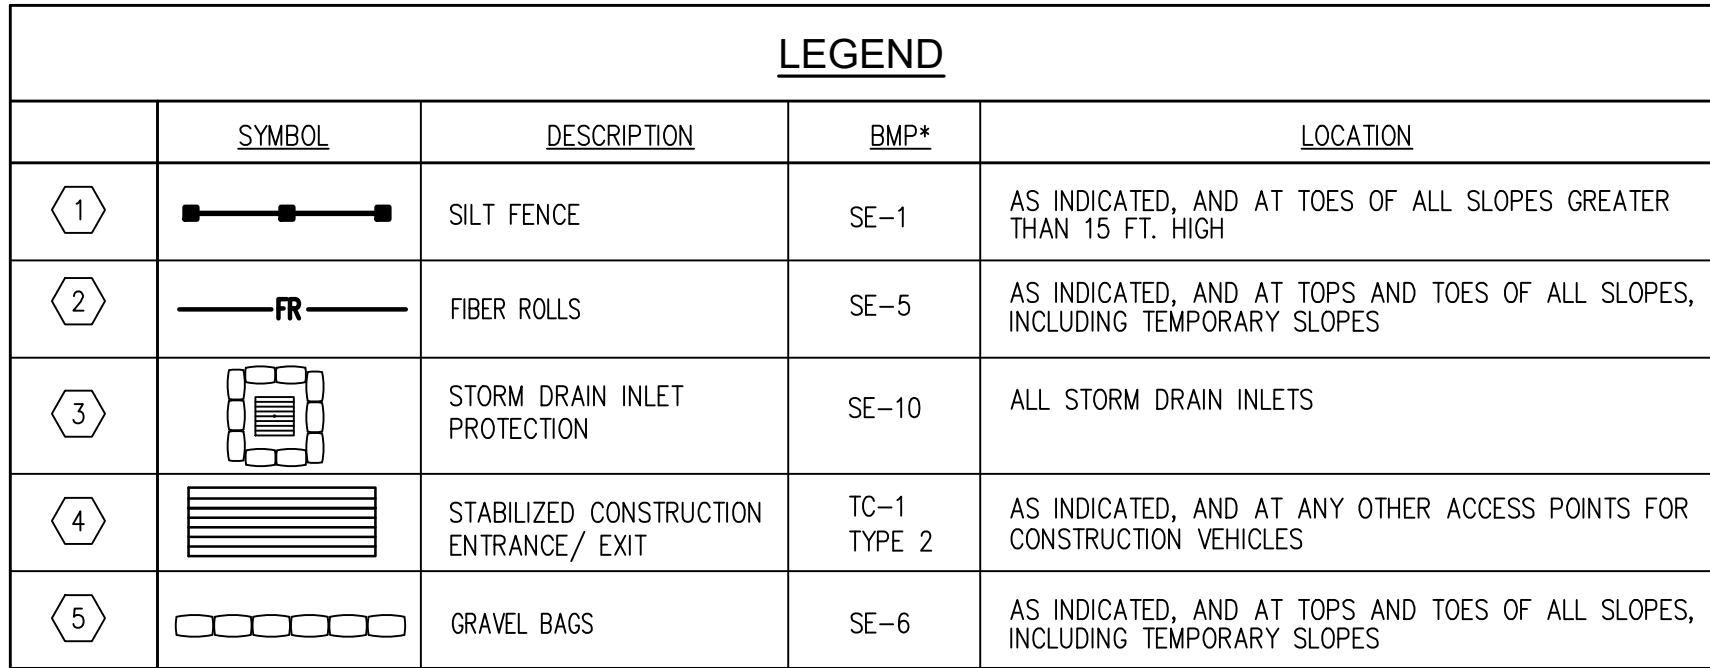 LEGEND
SYMBOL DESCRIPTION BMP* LOCATION
1 SILT FENCE SE-1 AS INDICATED, AND AT TOES OF ALL SLOPES GREATER
THAN 15 FT. HIGH
2 FR FIBER ROLLS SE-5 AS INDICATED, AND AT TOPS AND TOES OF ALL SLOPES,
INCLUDING TEMPORARY SLOPES
3 STORM DRAIN INLET SE-10 ALL STORM DRAIN INLETS
PROTECTION
4 STABILIZED CONSTRUCTION TC-1 AS INDICATED, AND AT ANY OTHER ACCESS POINTS FOR
ENTRANCE/ EXIT TYPE 2 CONSTRUCTION VEHICLES
5 GRAVEL BAGS SE-6 AS INDICATED, AND AT TOPS AND TOES OF ALL SLOPES,
INCLUDING TEMPORARY SLOPES